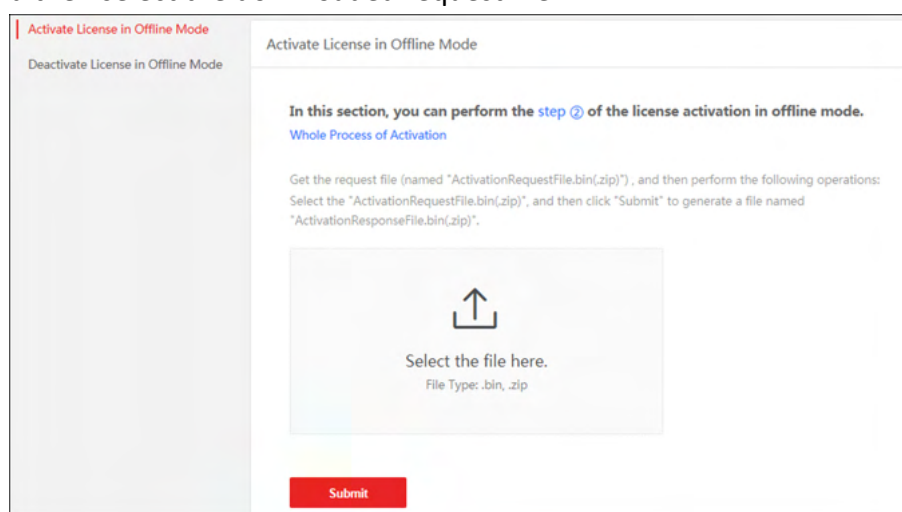 Activate License in Offline Mode
Deactivate License in Offline Mode
Activate License in Offline Mode
In this section, you can perform the step ② of the license activation in offline mode.
Whole Process of Activation
Get the request file (named "ActivationRequestFile.bin(.zip)") , and then perform the following operations:
Select the "ActivationRequestFile.bin(.zip)", and then click "Submit" to generate a file named
"ActivationResponseFile.bin(.zip)".
Select the file here.
File Type: .bin, .zip
Submit